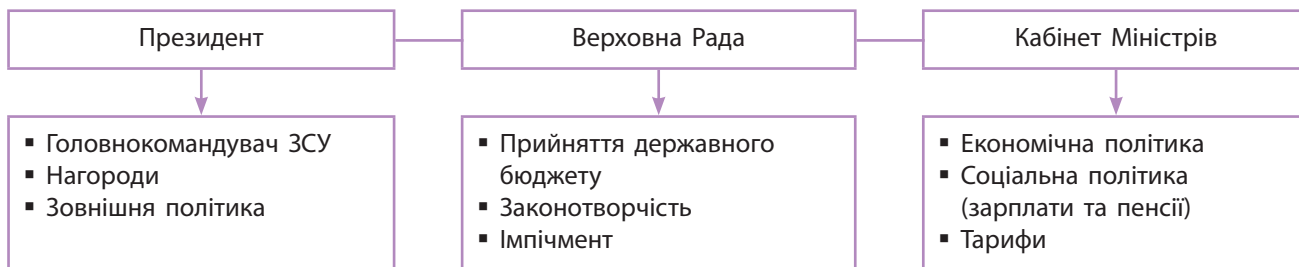 Президент
Верховна Рада
Кабінет Міністрів
▪ Головнокомандувач ЗСУ
▪ Нагороди
▪ Зовнішня політика
▪ Прийняття державного
бюджету
▪ Законотворчість
▪ Імпічмент
▪ Економічна політика
▪ Соціальна політика
(зарплати та пенсії)
▪ Тарифи